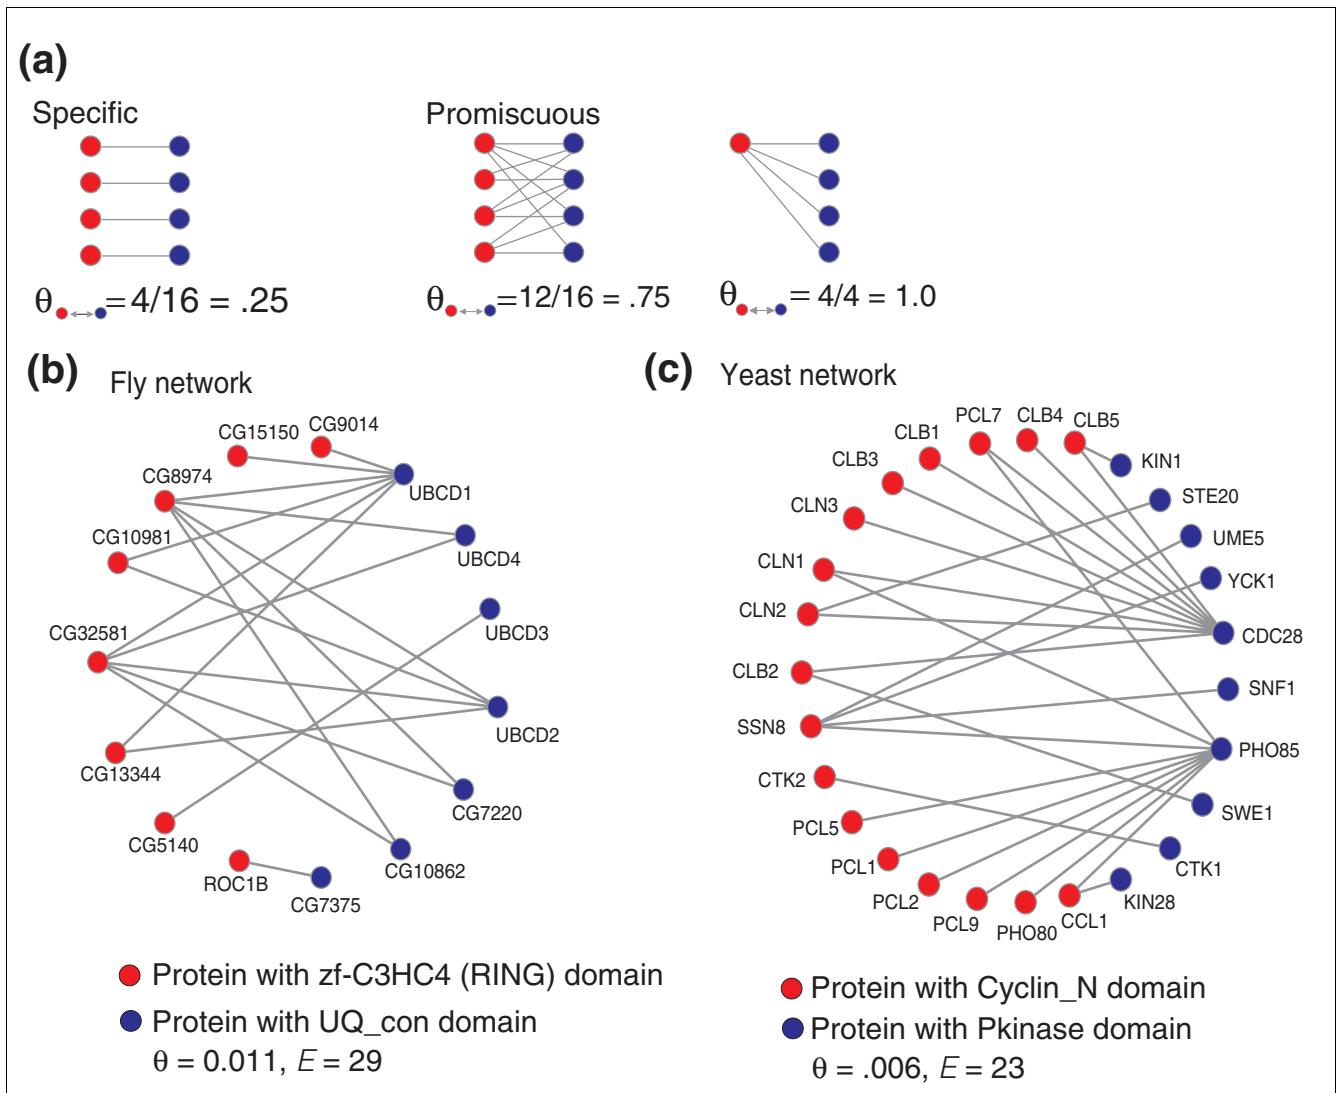 (a)
Specific
Promiscuous
θ = 4/16 = .25
θ =12/16 = .75
θ = 4/4 = 1.0
(b)
Fly network
CG15150
CG9014
CG8974
UBCD1
CG10981
UBCD4
CG32581
UBCD3
UBCD2
CG13344
CG7220
CG5140
CG10862
ROC1B
CG7375
Protein with zf-C3HC4 (RING) domain
Protein with UQ_con domain
θ = 0.011, E = 29
(c)
Yeast network
PCL7
CLB4
CLB5
CLB1
KIN1
CLB3
STE20
CLN3
UME5
CLN1
YCK1
CLN2
CDC28
CLB2
SNF1
SSN8
PHO85
CTK2
SWE1
PCL5
CTK1
PCL1
KIN28
PCL2
CCL1
PCL9
PHO80
Protein with Cyclin_N domain
Protein with Pkinase domain
θ = .006, E = 23